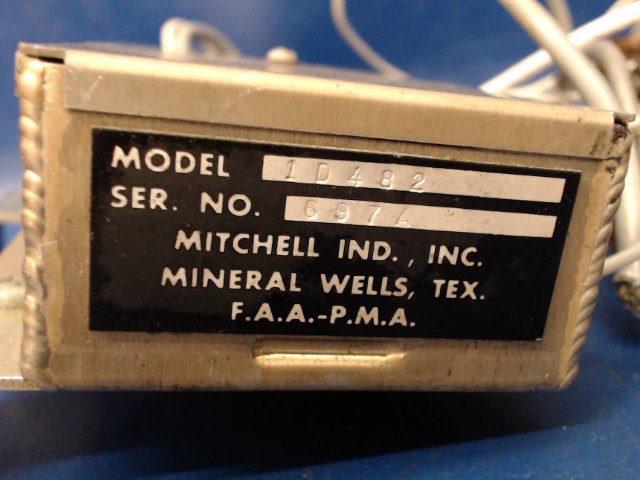 MODEL 1D482
SER. NO. 697A
MITCHELL IND., INC.
MINERAL WELLS, TEX.
F.A.A.-P.M.A.